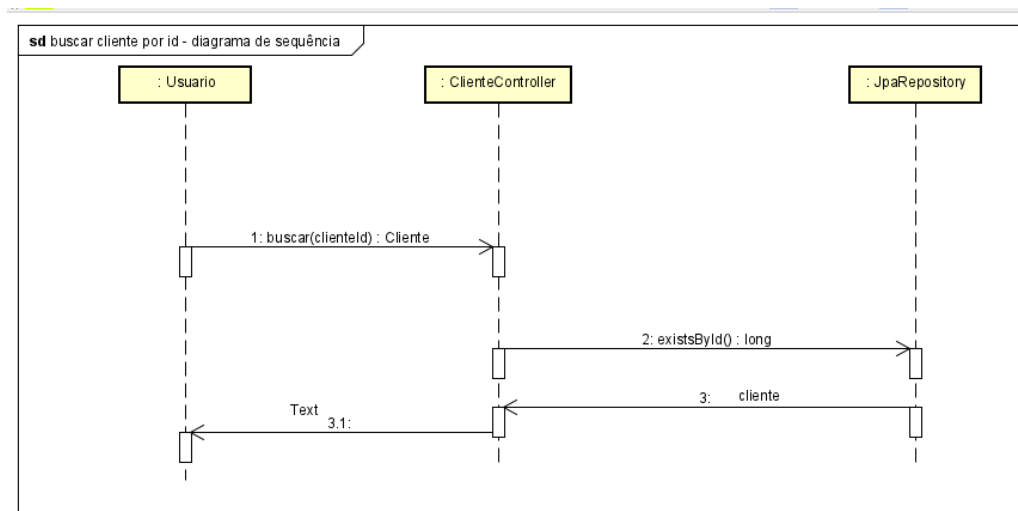 sd buscar cliente por id - diagrama de sequência
: Usuario
: ClienteController
: JpaRepository
1: buscar(clienteId) : Cliente
2: existsById() : long
3: cliente
Text
3.1: